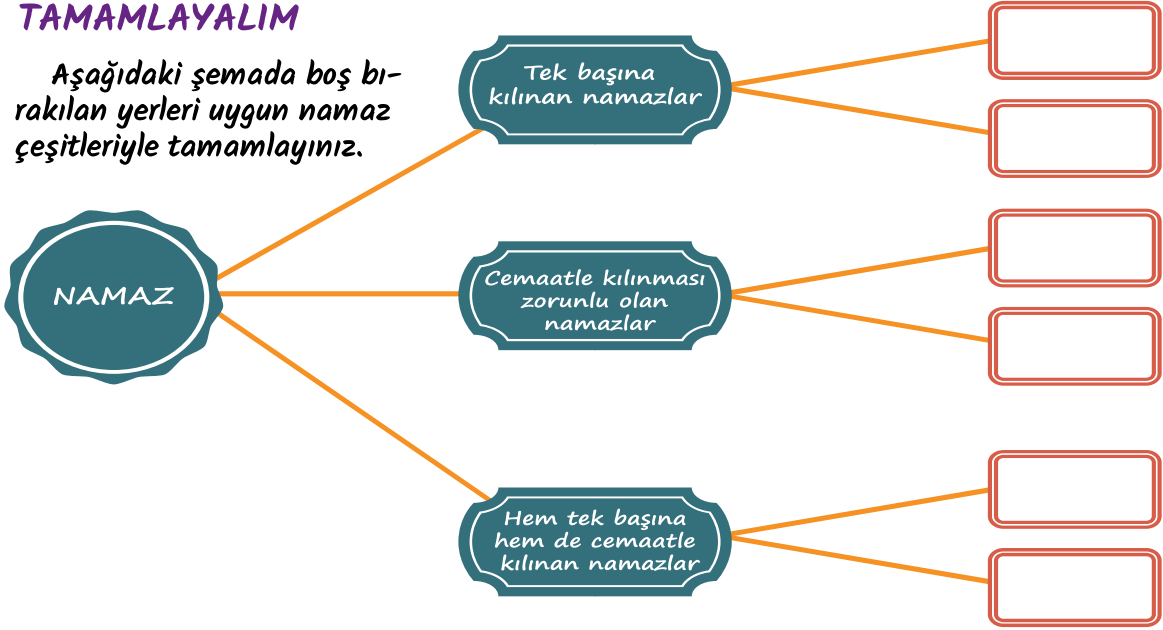 TAMAMLAYALIM
Aşağıdaki şemada boş bı-
rakılan yerleri uygun namaz
çeşitleriyle tamamlayınız.
NAMAZ
Tek başına
kılınan namazlar
Cemaatle kılınması
zorunlu olan
namazlar
Hem tek başına
hem de cemaatle
kılınan namazlar